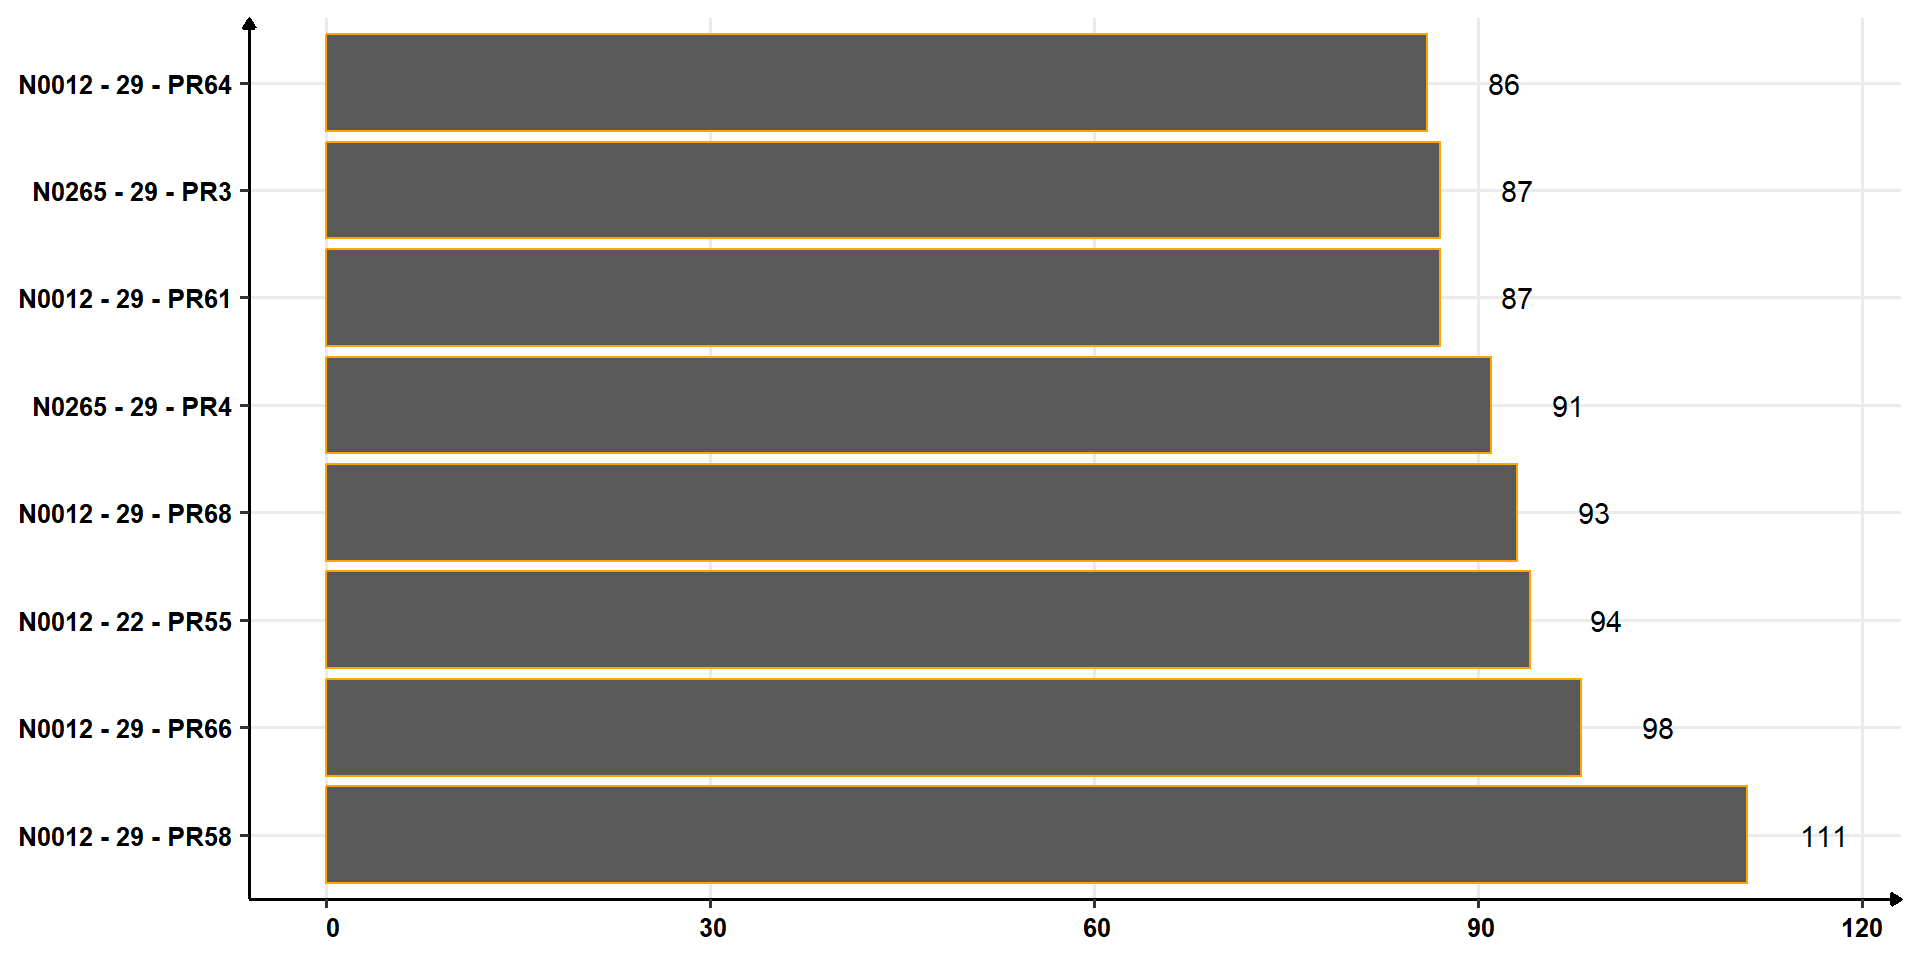 N0012 - 29 - PR64 86
N0265 - 29 - PR3 87
N0012 - 29 - PR61 87
N0265 - 29 - PR4 91
N0012 - 29 - PR68 93
N0012 - 22 - PR55 94
N0012 - 29 - PR66 98
N0012 - 29 - PR58 111
0 30 60 90 120